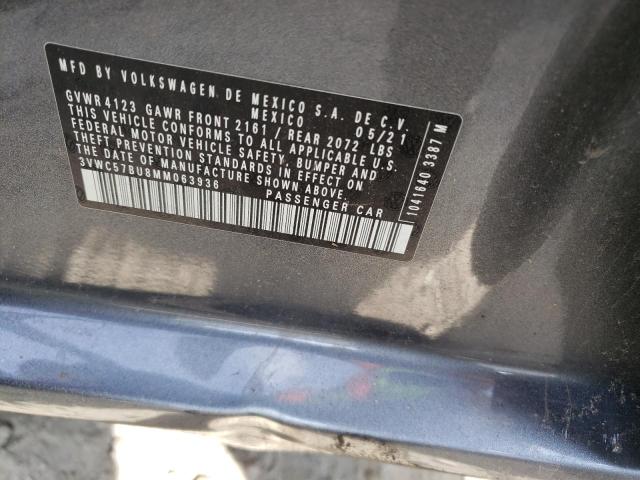 MFD BY VOLKSWAGEN DE MEXICO S.A. DE C.V.
MEXICO 05/21
GVWR 4123 GAWR FRONT 2161 / REAR 2072 LBS
THIS VEHICLE CONFORMS TO ALL APPLICABLE U.S.
FEDERAL MOTOR VEHICLE SAFETY, BUMPER AND
THEFT PREVENTION STANDARDS IN EFFECT ON
THE DATE OF MANUFACTURE SHOWN ABOVE.
3VWC57BU8MM063936
PASSENGER CAR
1041640 3387 M